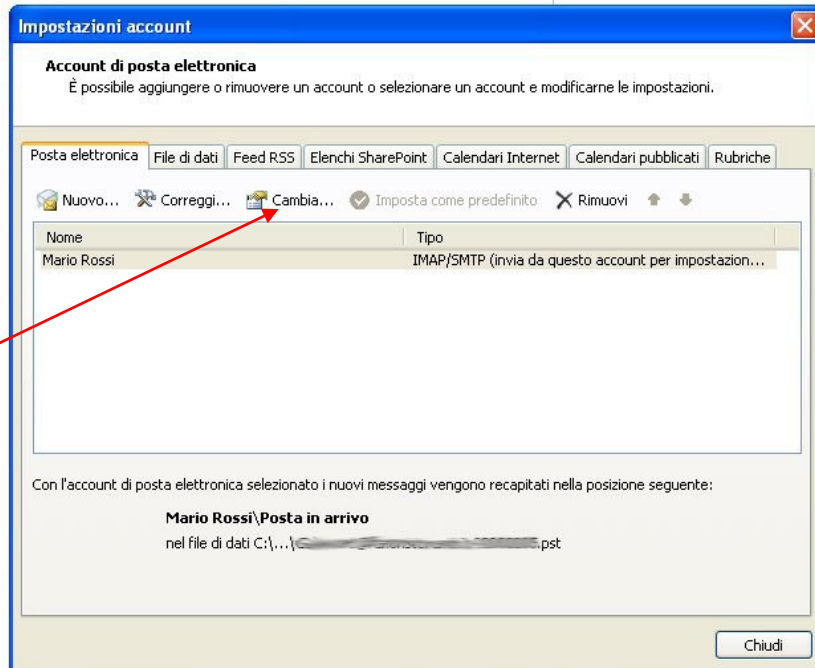 Impostazioni account
Account di posta elettronica
È possibile aggiungere o rimuovere un account o selezionare un account e modificarne le impostazioni.
Posta elettronica File di dati Feed RSS Elenchi SharePoint Calendari Internet Calendari pubblicati Rubriche
Nuovo... Correggi... Cambia... Imposta come predefinito Rimuovi
Nome Tipo
Mario Rossi IMAP/SMTP (invia da questo account per impostazion...
Con l'account di posta elettronica selezionato i nuovi messaggi vengono recapitati nella posizione seguente:
Mario Rossi\Posta in arrivo
nel file di dati C:\...\ .pst
Chiudi